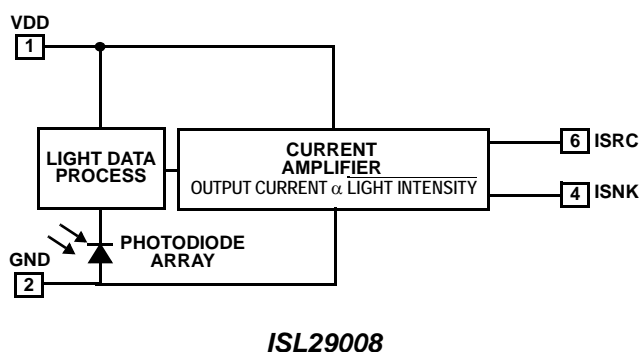 VDD
1
LIGHT DATA
PROCESS
CURRENT
AMPLIFIER
OUTPUT CURRENT α LIGHT INTENSITY
6 ISRC
4 ISNK
PHOTODIODE
ARRAY
GND
2
ISL29008